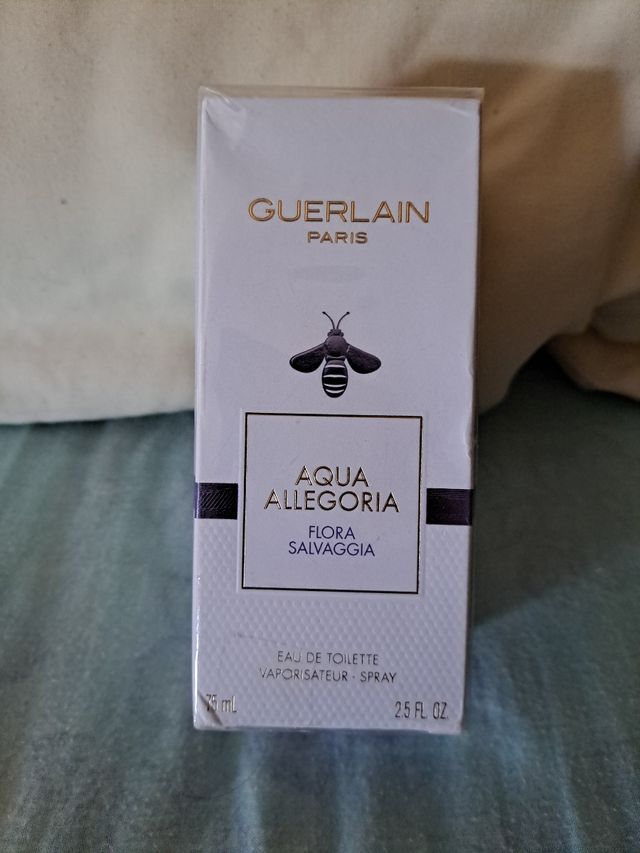 GUERLAIN
PARIS
AQUA
ALLEGORIA
FLORA
SALVAGGIA
EAU DE TOILETTE
VAPORISATEUR - SPRAY
75 mL 2.5 FL. OZ.